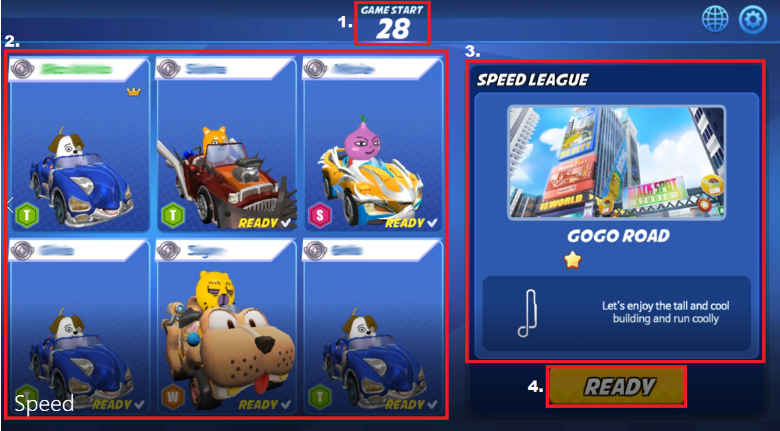 1.
GAME START
28
2.
3.
SPEED LEAGUE
T
T
READY
S
READY
GOGO ROAD
T
READY
W
READY
T
READY
Speed
Let's enjoy the tall and cool
building and run coolly
4.
READY